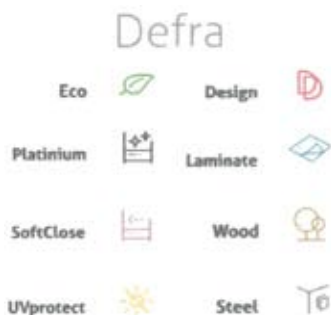 Defra
Eco Design
Platinium Laminate
SoftClose Wood
UVprotect Steel